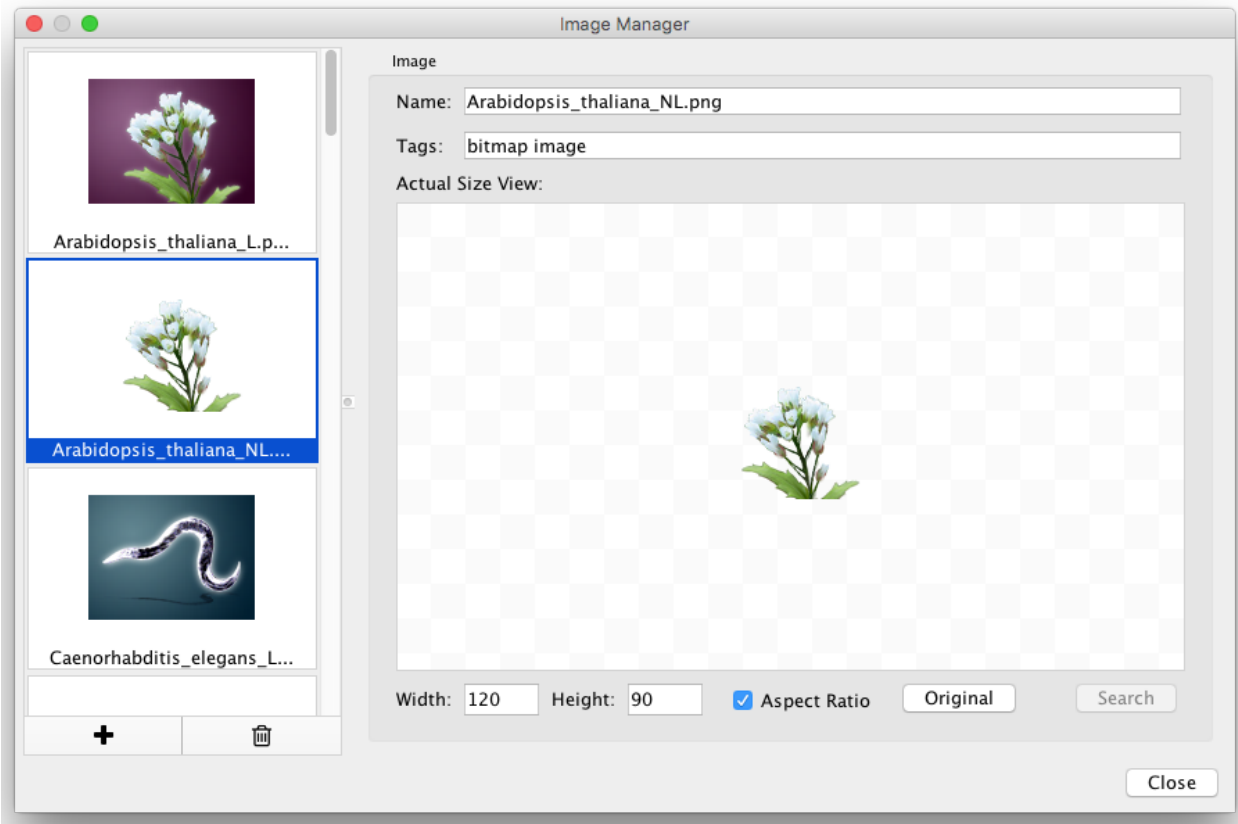 Image Manager
Arabidopsis_thaliana_L.p...
Arabidopsis_thaliana_NL....
Caenorhabditis_elegans_L...
Image
Name: Arabidopsis_thaliana_NL.png
Tags: bitmap image
Actual Size View:
Width: 120 Height: 90 Aspect Ratio Original Search
Close